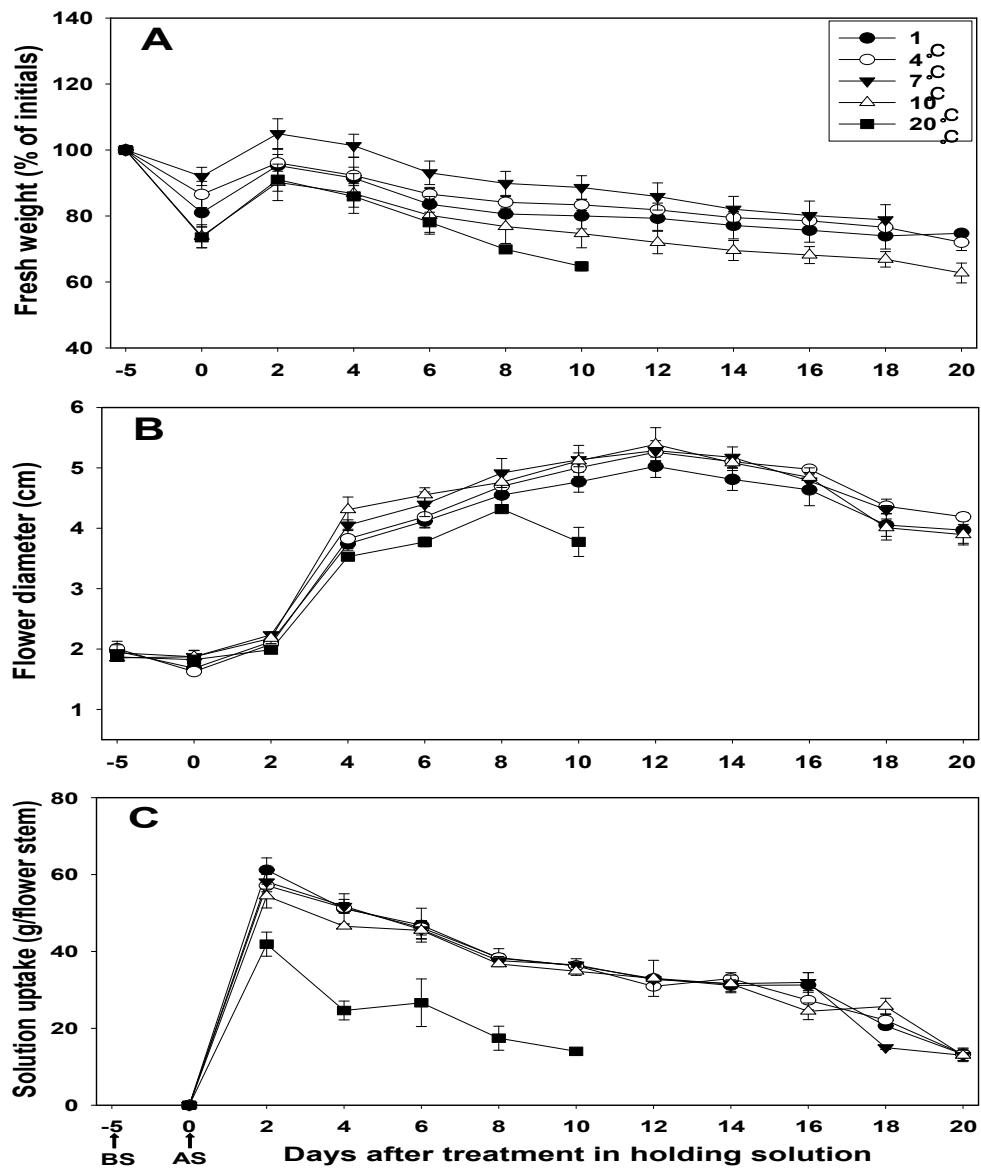 A
Fresh weight (% of initials)
140
120
100
80
60
40
1 °C
4 °C
7 °C
10 °C
20 °C
-5 0 2 4 6 8 10 12 14 16 18 20
B
Flower diameter (cm)
6
5
4
3
2
1
-5 0 2 4 6 8 10 12 14 16 18 20
C
Solution uptake (g/flower stem)
80
60
40
20
0
-5 0 2 4 6 8 10 12 14 16 18 20
BS AS Days after treatment in holding solution